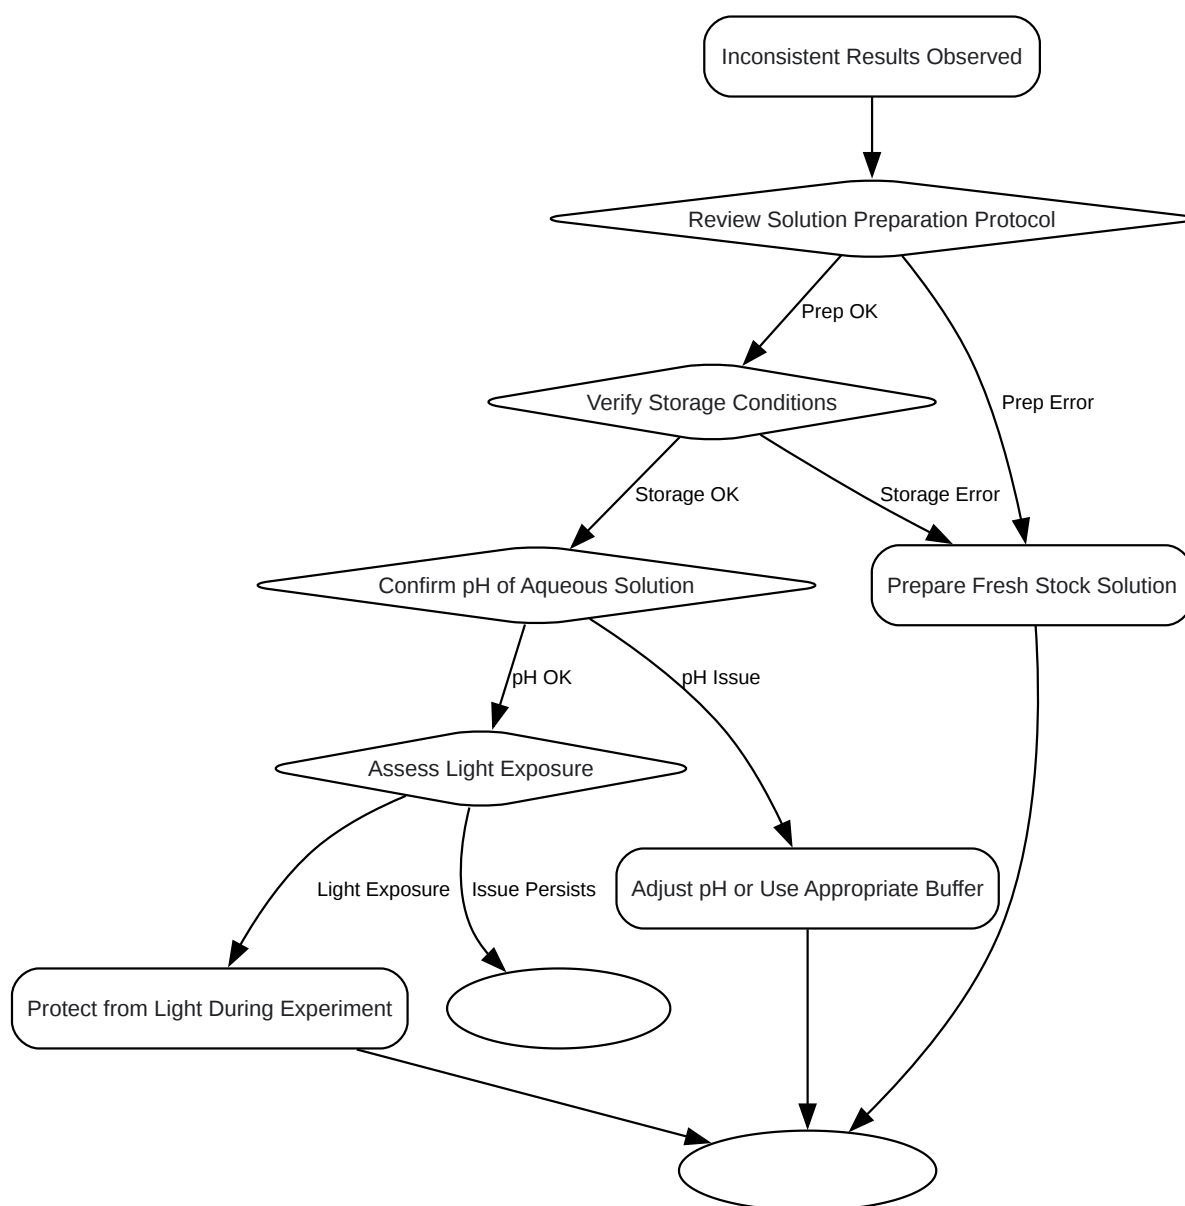 Inconsistent Results Observed
Review Solution Preparation Protocol
Prep OK
Verify Storage Conditions
Prep Error
Storage OK
Storage Error
Confirm pH of Aqueous Solution
Prepare Fresh Stock Solution
pH OK
pH Issue
Assess Light Exposure
Light Exposure
Issue Persists
Adjust pH or Use Appropriate Buffer
Protect from Light During Experiment